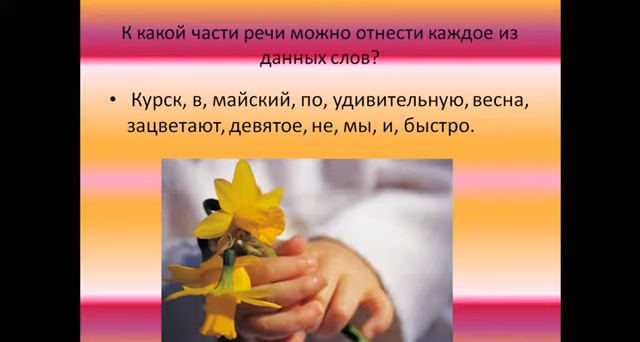 К какой части речи можно отнести каждое из
данных слов?
• Курск, в, майский, по, удивительную, весна,
зацветают, девятое, не, мы, и, быстро.